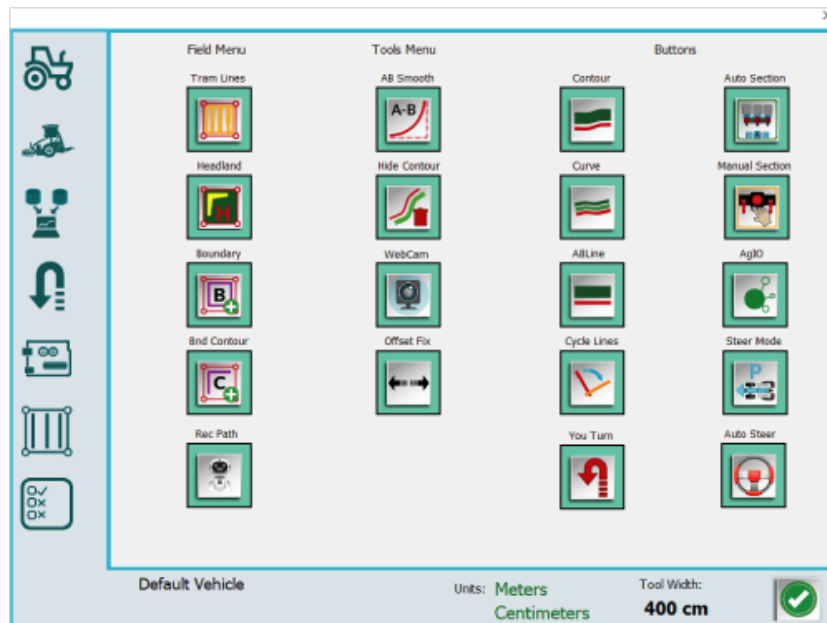 Field Menu Tools Menu Buttons
Tram Lines AB Smooth Contour Auto Section
A-B
Headland Hide Contour Curve Manual Section
H
Boundary WebCam ABLine AgIO
B
Bnd Contour Offset Fix Cycle Lines Steer Mode
C P
Rec Path You Turn Auto Steer
Default Vehicle Units: Meters Tool Width:
Centimeters 400 cm